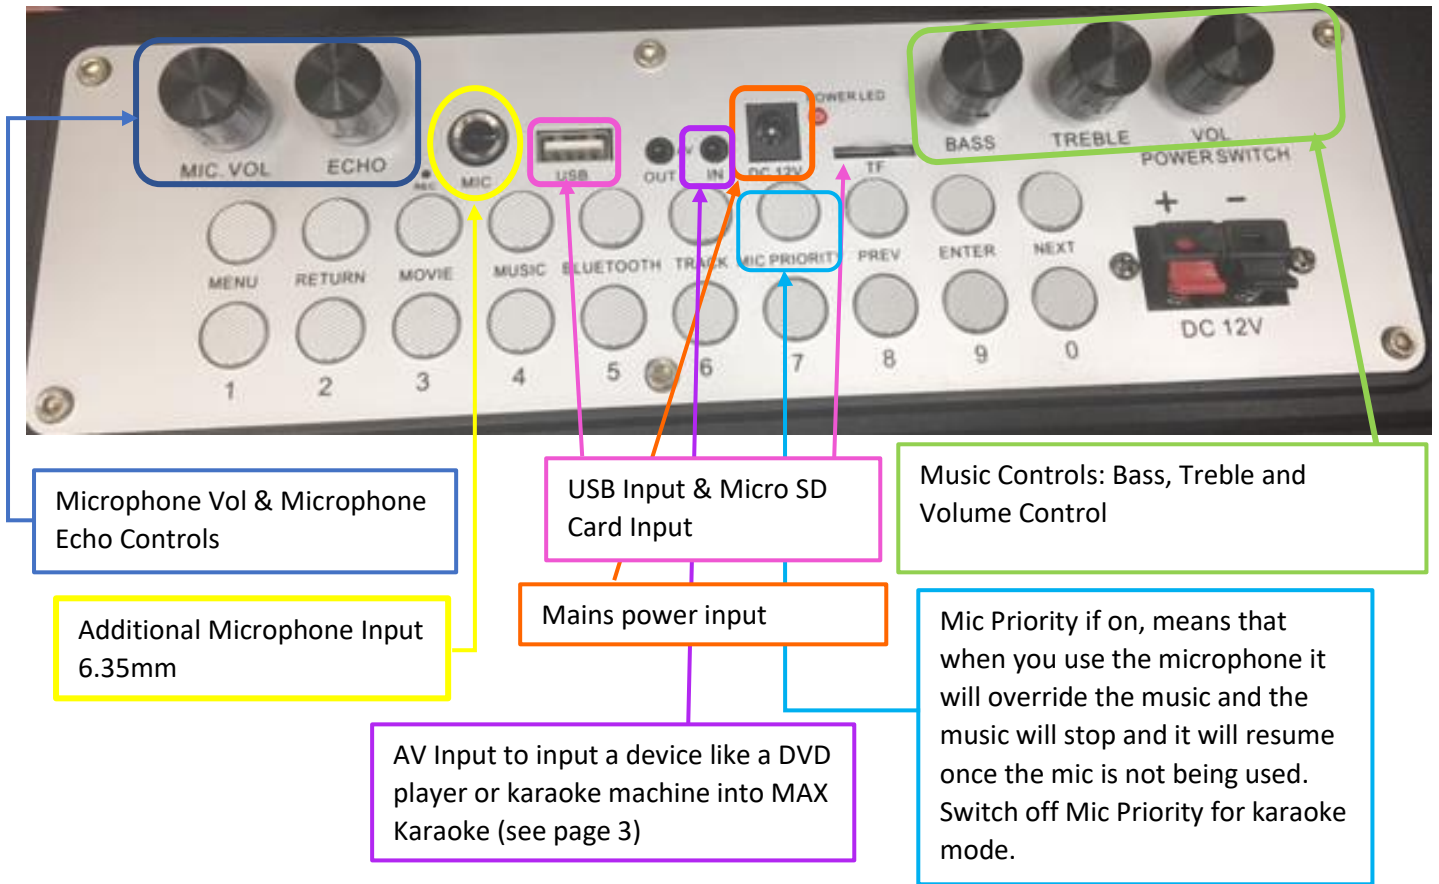 POWER LED
MIC. VOL
ECHO
REC
MIC
USB
OUT
AV
IN
DC 12V
TF
BASS
TREBLE
VOL
POWER SWITCH
+ −
MENU
RETURN
MOVIE
MUSIC
BLUETOOTH
TRACK
MIC PRIORITY
PREV
ENTER
NEXT
DC 12V
1
2
3
4
5
6
7
8
9
0
Microphone Vol & Microphone
Echo Controls
USB Input & Micro SD
Card Input
Music Controls: Bass, Treble and
Volume Control
Additional Microphone Input
6.35mm
Mains power input
Mic Priority if on, means that
when you use the microphone it
will override the music and the
music will stop and it will resume
once the mic is not being used.
Switch off Mic Priority for karaoke
mode.
AV Input to input a device like a DVD
player or karaoke machine into MAX
Karaoke (see page 3)